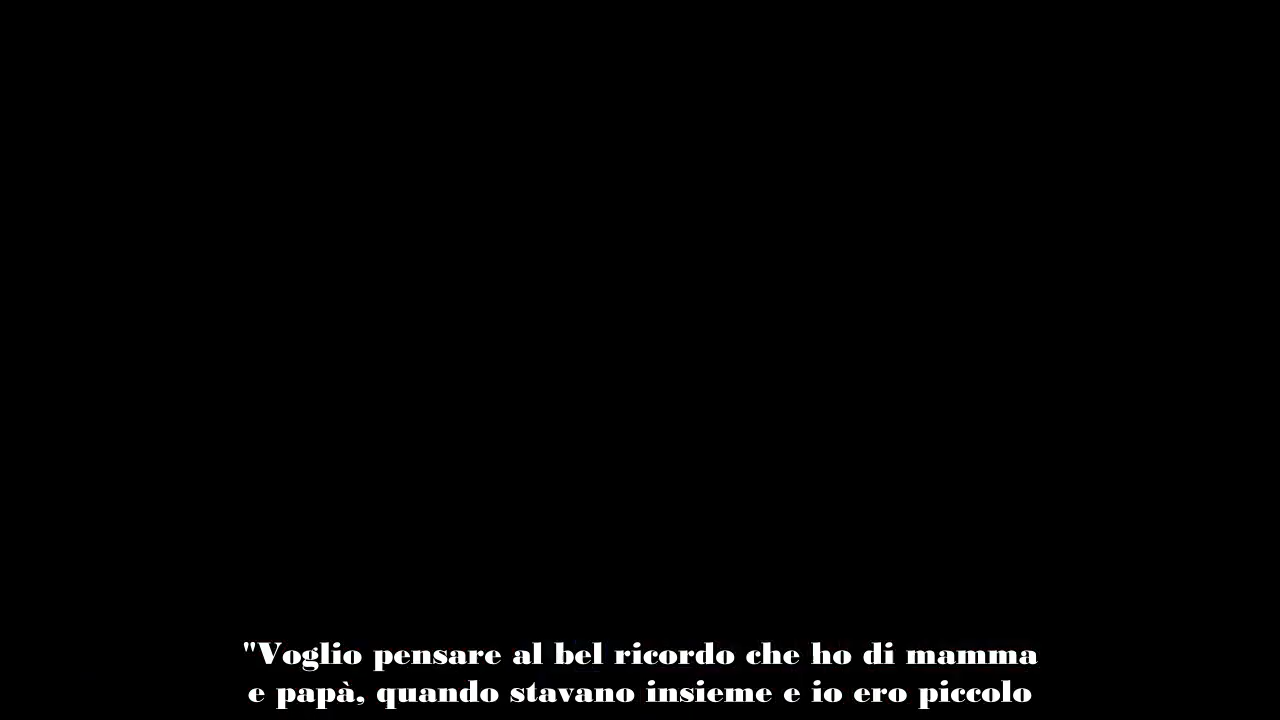 "Voglio pensare al bel ricordo che ho di mamma
e papà, quando stavano insieme e io ero piccolo